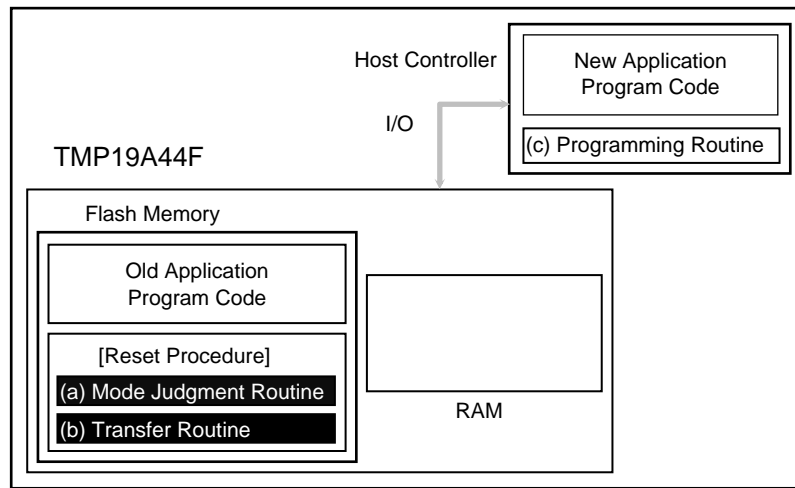 Host Controller
New Application
Program Code
I/O
(c) Programming Routine
TMP19A44F
Flash Memory
Old Application
Program Code
[Reset Procedure]
(a) Mode Judgment Routine
(b) Transfer Routine
RAM